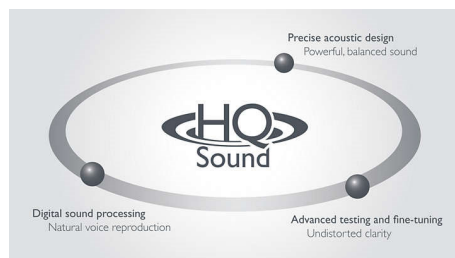 Precise acoustic design
Powerful, balanced sound
HQ
Sound
Digital sound processing
Natural voice reproduction
Advanced testing and fine-tuning
Undistorted clarity